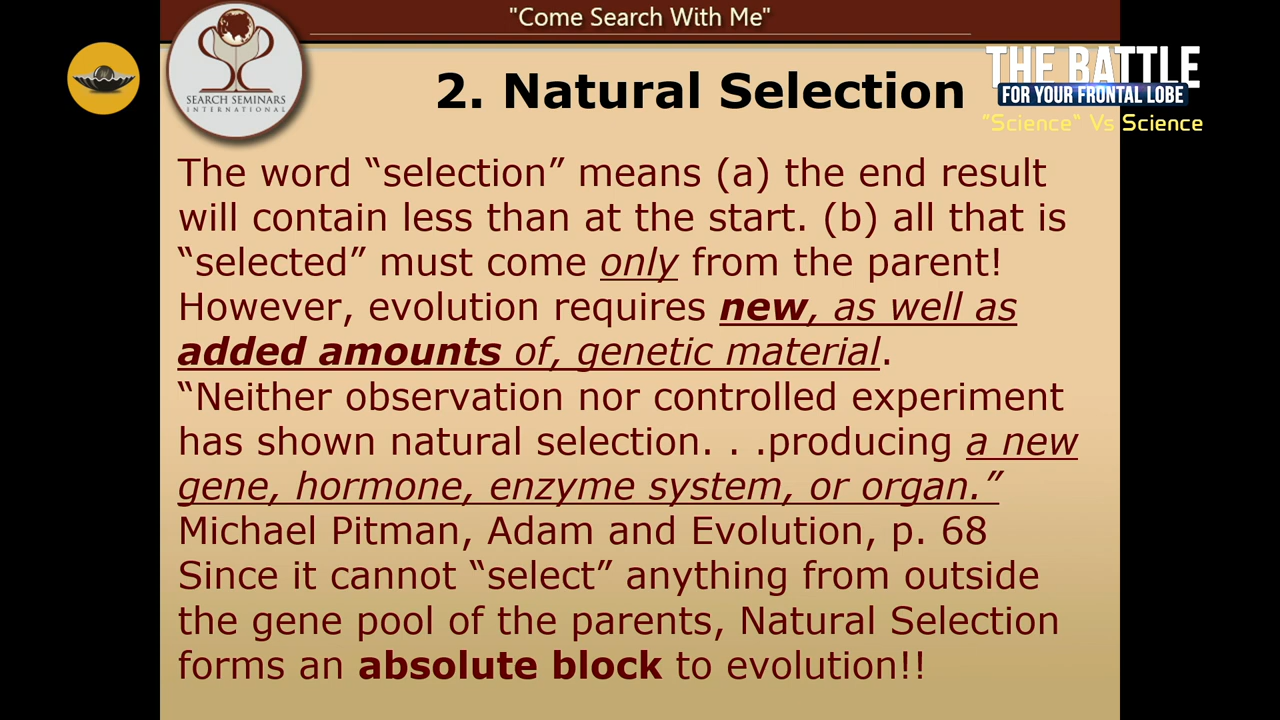 "Come Search With Me"
SEARCH SEMINARS
INTERNATIONAL
THE BATTLE
FOR YOUR FRONTAL LOBE
"Science" Vs Science
2. Natural Selection
The word “selection” means (a) the end result
will contain less than at the start. (b) all that is
“selected” must come only from the parent!
However, evolution requires new, as well as
added amounts of, genetic material.
“Neither observation nor controlled experiment
has shown natural selection. . .producing a new
gene, hormone, enzyme system, or organ.”
Michael Pitman, Adam and Evolution, p. 68
Since it cannot “select” anything from outside
the gene pool of the parents, Natural Selection
forms an absolute block to evolution!!